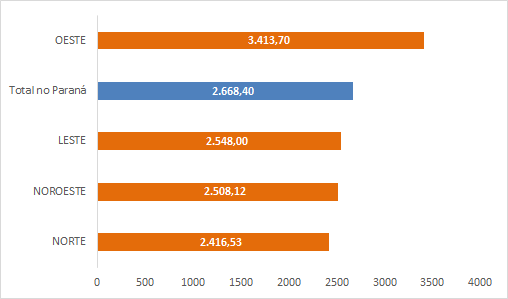 OESTE 3.413,70
Total no Paraná 2.668,40
LESTE 2.548,00
NOROESTE 2.508,12
NORTE 2.416,53
0 500 1000 1500 2000 2500 3000 3500 4000